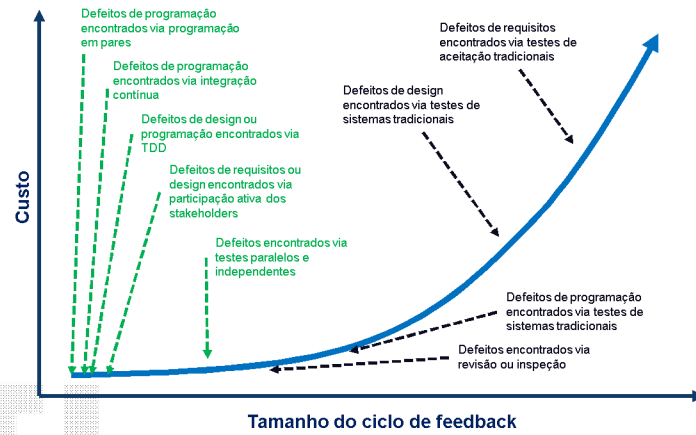 Defeitos de programação
encontrados via programação
em pares
Defeitos de programação
encontrados via integração
contínua
Defeitos de design ou
programação encontrados via
TDD
Defeitos de requisitos ou
design encontrados via
participação ativa dos
stakeholders
Defeitos encontrados via
testes paralelos e
independentes
Defeitos de requisitos
encontrados via testes de
aceitação tradicionais
Defeitos de design
encontrados via testes de
sistemas tradicionais
Defeitos de programação
encontrados via testes de
sistemas tradicionais
Defeitos encontrados via
revisão ou inspeção
Custo
Tamanho do ciclo de feedback